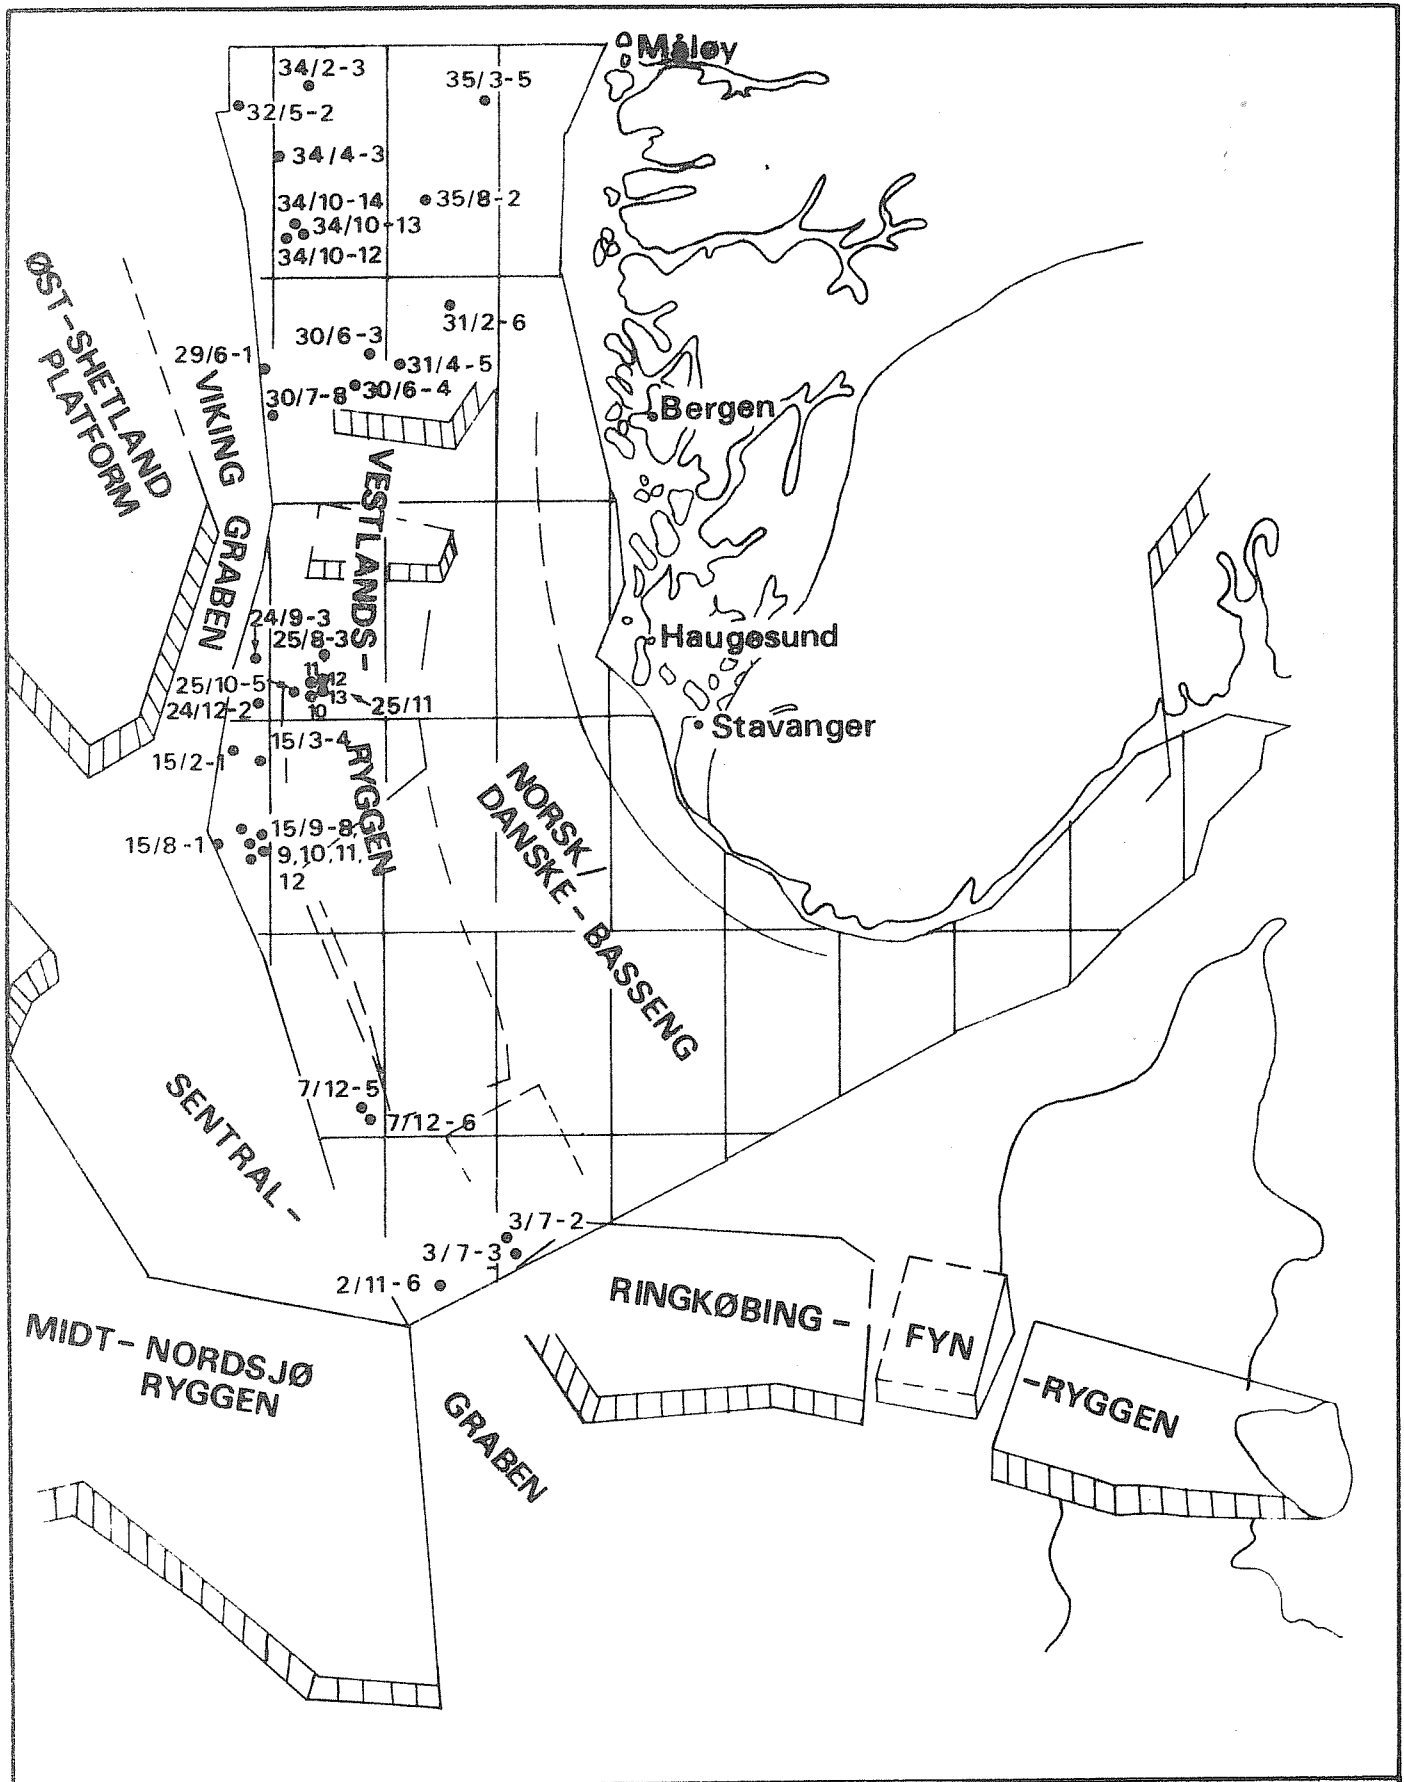 Måløy
34/2-3
35/3-5
32/5-2
34/4-3
34/10-14
35/8-2
34/10-13
34/10-12
ØST-SHETLAND
PLATFORM
31/2-6
30/6-3
29/6-1
31/4-5
30/6-4
30/7-8
VIKING
GRABEN
Bergen
VESTLANDS-
RYGGEN
24/9-3
25/8-3
Haugesund
11
12
25/10-5
13
25/11
24/12-2
10
Stavanger
15/3-4
15/2-1
NORSK/
DANSKE-BASSENG
15/9-8,
15/8-1
9,10,11,
12
SENTRAL-
GRABEN
7/12-5
7/12-6
3/7-2
3/7-3
2/11-6
RINGKØBING-
FYN
-RYGGEN
MIDT-NORDSJØ
RYGGEN